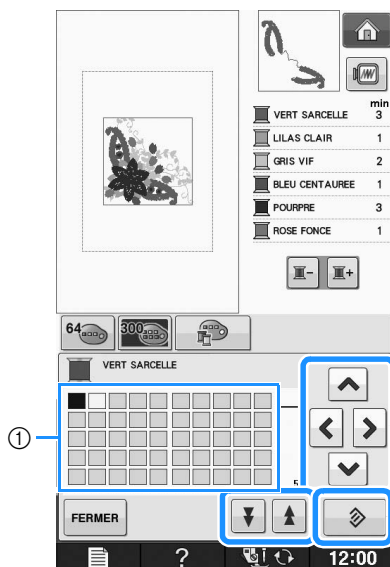 min
VERT SARCELLE 3
LILAS CLAIR 1
GRIS VIF 2
BLEU CENTAUREE 1
POURPRE 3
ROSE FONCE 1
- +
64 300
VERT SARCELLE
①
5
FERMER
? 12:00